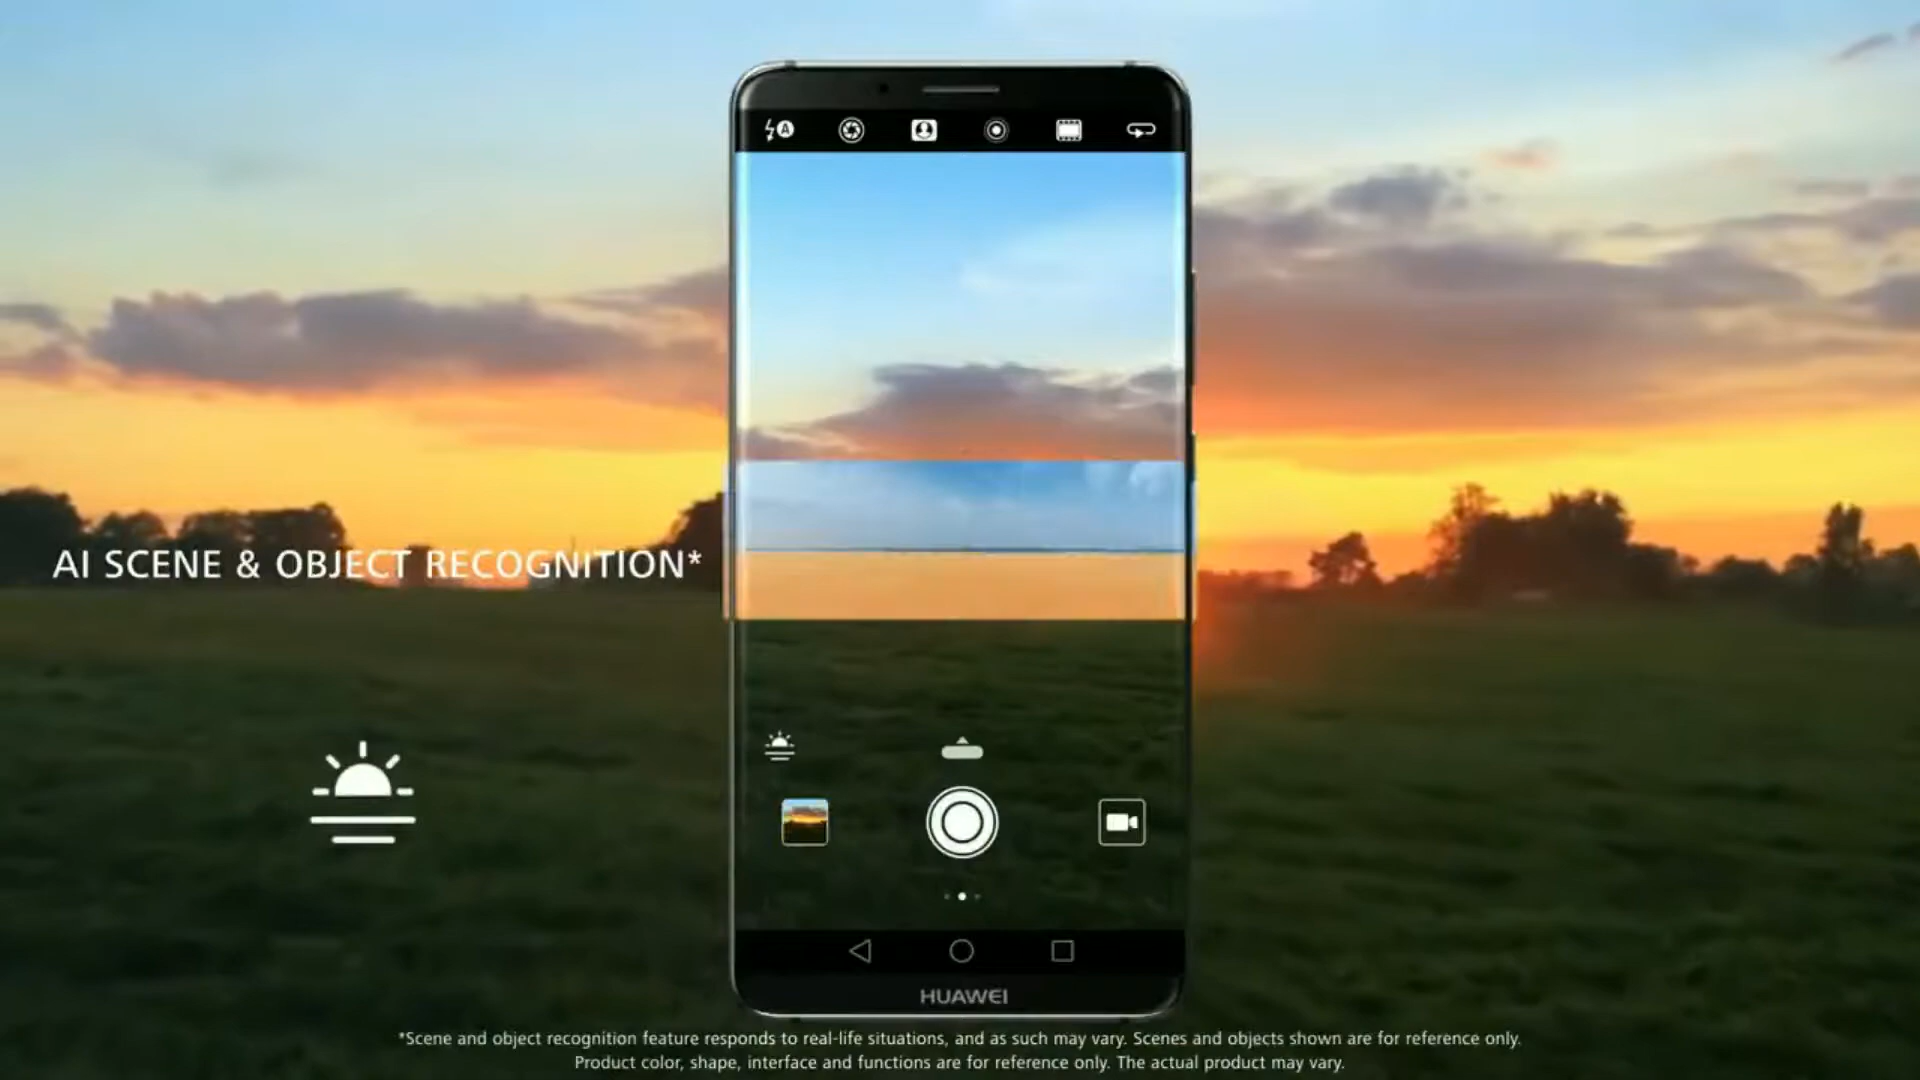 A
AI SCENE & OBJECT RECOGNITION*
HUAWEI
*Scene and object recognition feature responds to real-life situations, and as such may vary. Scenes and objects shown are for reference only.
Product color, shape, interface and functions are for reference only. The actual product may vary.